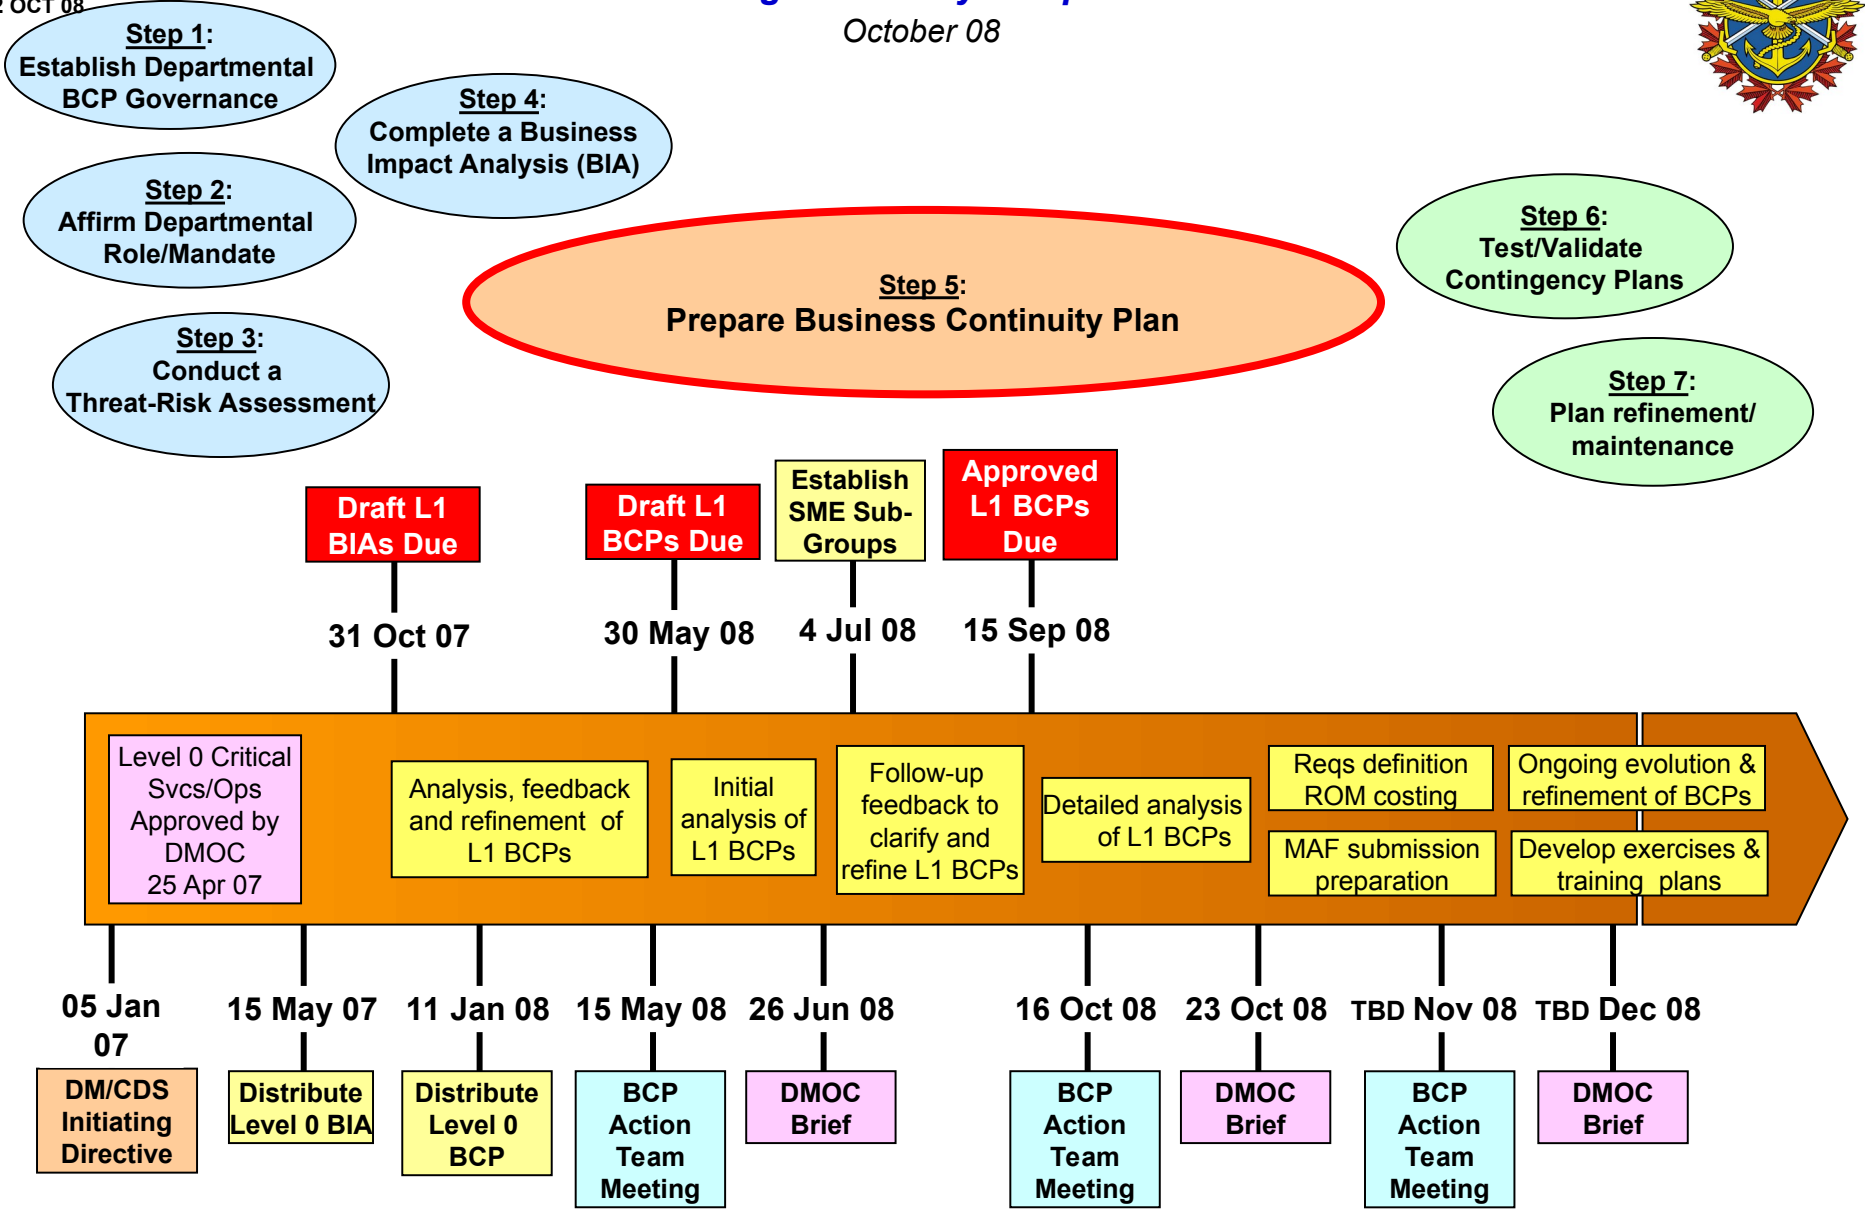 OCT 08
October 08
Step 1:
Establish Departmental
BCP Governance
Step 4:
Complete a Business
Impact Analysis (BIA)
Step 2:
Affirm Departmental
Role/Mandate
Step 6:
Test/Validate
Contingency Plans
Step 5:
Prepare Business Continuity Plan
Step 3:
Conduct a
Threat-Risk Assessment
Step 7:
Plan refinement/
maintenance
Draft L1
BIAs Due
Draft L1
BCPs Due
Establish
SME Sub-
Groups
Approved
L1 BCPs
Due
31 Oct 07
30 May 08
4 Jul 08
15 Sep 08
Level 0 Critical
Svcs/Ops
Approved by
DMOC
25 Apr 07
Analysis, feedback
and refinement of
L1 BCPs
Initial
analysis of
L1 BCPs
Follow-up
feedback to
clarify and
refine L1 BCPs
Detailed analysis
of L1 BCPs
Reqs definition
ROM costing
MAF submission
preparation
Ongoing evolution &
refinement of BCPs
Develop exercises &
training plans
05 Jan
07
15 May 07
11 Jan 08
15 May 08
26 Jun 08
16 Oct 08
23 Oct 08
TBD Nov 08
TBD Dec 08
DM/CDS
Initiating
Directive
Distribute
Level 0 BIA
Distribute
Level 0
BCP
BCP
Action
Team
Meeting
DMOC
Brief
BCP
Action
Team
Meeting
DMOC
Brief
BCP
Action
Team
Meeting
DMOC
Brief